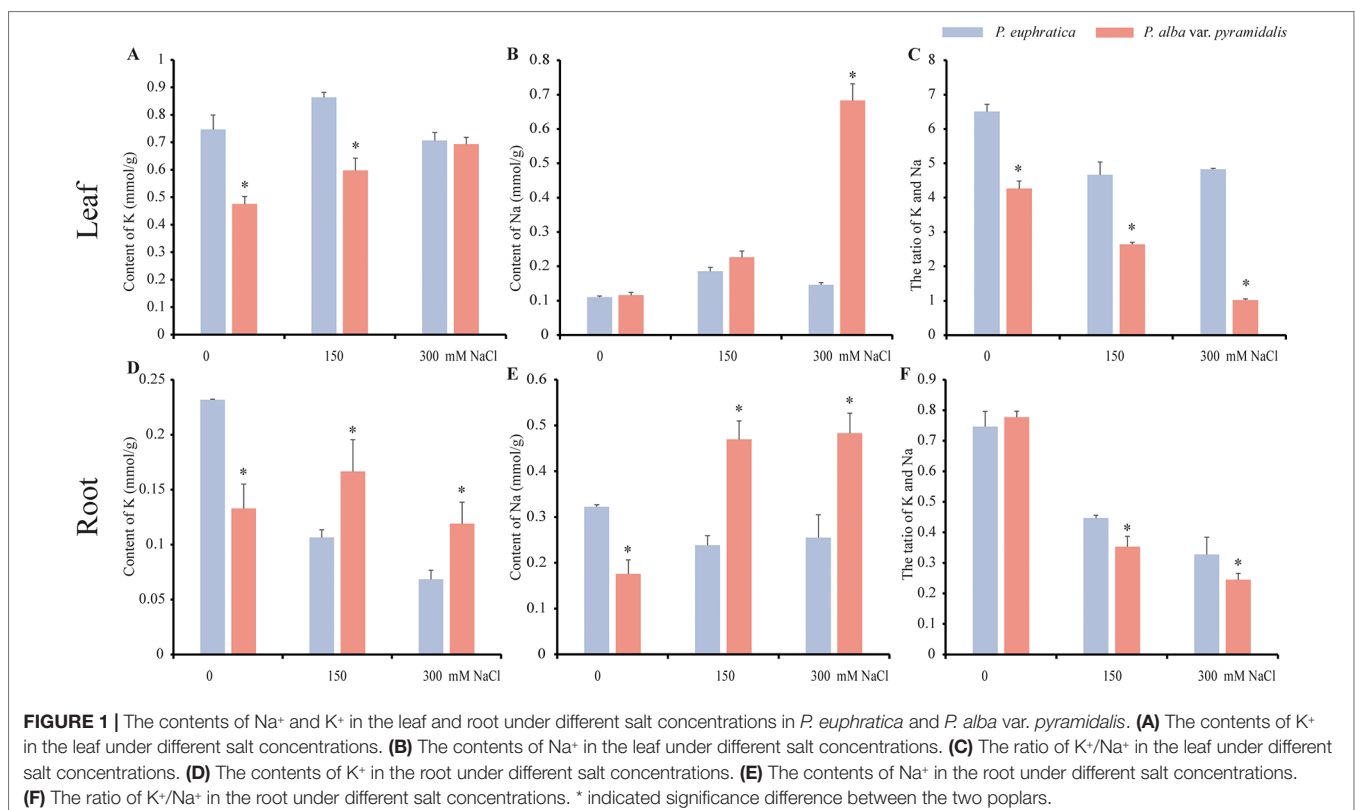 P. euphratica P. alba var. pyramidalis
A
Leaf
Content of K (mmol/g)
1
0.9
0.8
0.7
0.6
0.5
0.4
0.3
0.2
0.1
0
*
*
0 150 300 mM NaCl
B
Content of Na (mmol/g)
0.8
0.7
0.6
0.5
0.4
0.3
0.2
0.1
0
*
0 150 300 mM NaCl
C
The tatio of K and Na
8
7
6
5
4
3
2
1
0
*
*
*
0 150 300 mM NaCl
D
Root
Content of K (mmol/g)
0.25
0.2
0.15
0.1
0.05
0
*
*
*
0 150 300 mM NaCl
E
Content of Na (mmol/g)
0.6
0.5
0.4
0.3
0.2
0.1
0
*
*
*
0 150 300 mM NaCl
F
The tatio of K and Na
0.9
0.8
0.7
0.6
0.5
0.4
0.3
0.2
0.1
0
*
*
0 150 300 mM NaCl
FIGURE 1 | The contents of Na⁺ and K⁺ in the leaf and root under different salt concentrations in P. euphratica and P. alba var. pyramidalis. (A) The contents of K⁺
in the leaf under different salt concentrations. (B) The contents of Na⁺ in the leaf under different salt concentrations. (C) The ratio of K⁺/Na⁺ in the leaf under different
salt concentrations. (D) The contents of K⁺ in the root under different salt concentrations. (E) The contents of Na⁺ in the root under different salt concentrations.
(F) The ratio of K⁺/Na⁺ in the root under different salt concentrations. * indicated significance difference between the two poplars.